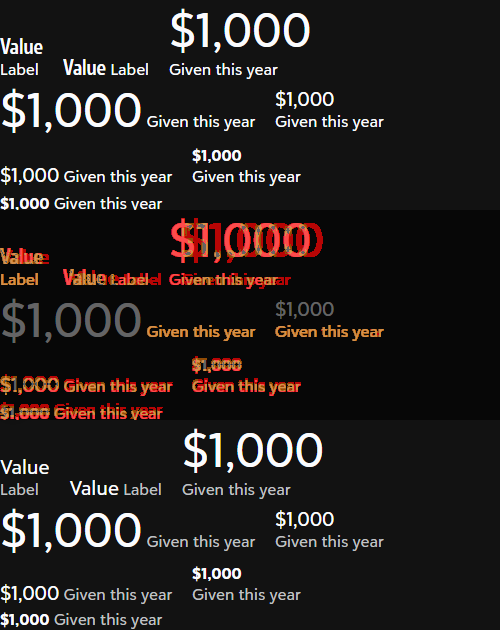 $1,000
Value
Label Value Label Given this year
$1,000 Given this year $1,000
Given this year
$1,000
$1,000 Given this year Given this year
$1,000 Given this year
$1,000
Value
Label Value Label Given this year
$1,000 Given this year $1,000
Given this year
$1,000
$1,000 Given this year Given this year
$1,000 Given this year
$1,000
Value
Label Value Label Given this year
$1,000 Given this year $1,000
Given this year
$1,000
$1,000 Given this year Given this year
$1,000 Given this year